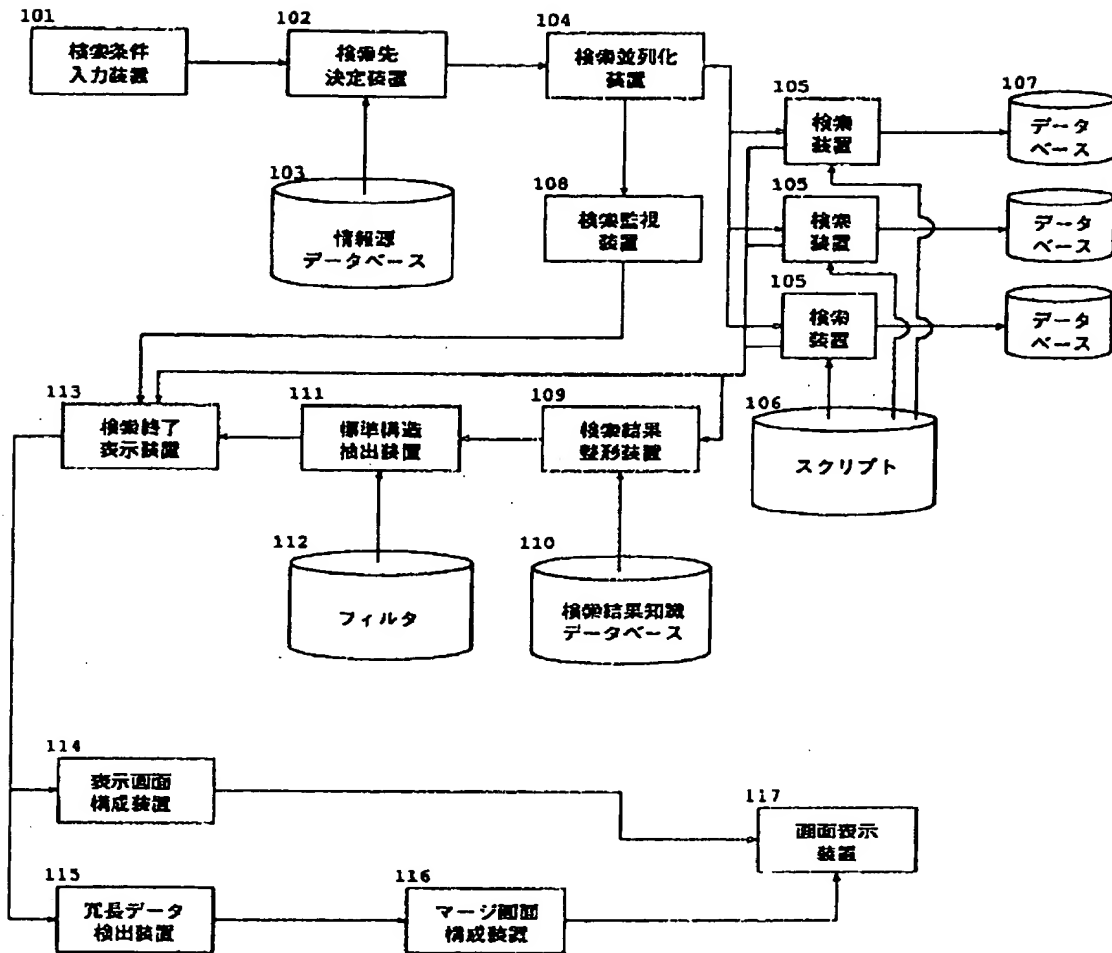 101
検索条件
入力装置
102
検索先
決定装置
104
検索並列化
装置
105
検索
装置
107
データ
ベース
103
情報源
データベース
108
検索監視
装置
105
検索
装置
データ
ベース
105
検索
装置
データ
ベース
113
検索終了
表示装置
111
標準構造
抽出装置
109
検索結果
整形装置
106
スクリプト
112
フィルタ
110
検索結果知識
データベース
114
表示画面
構成装置
117
画面表示
装置
115
冗長データ
検出装置
116
マージ画面
構成装置